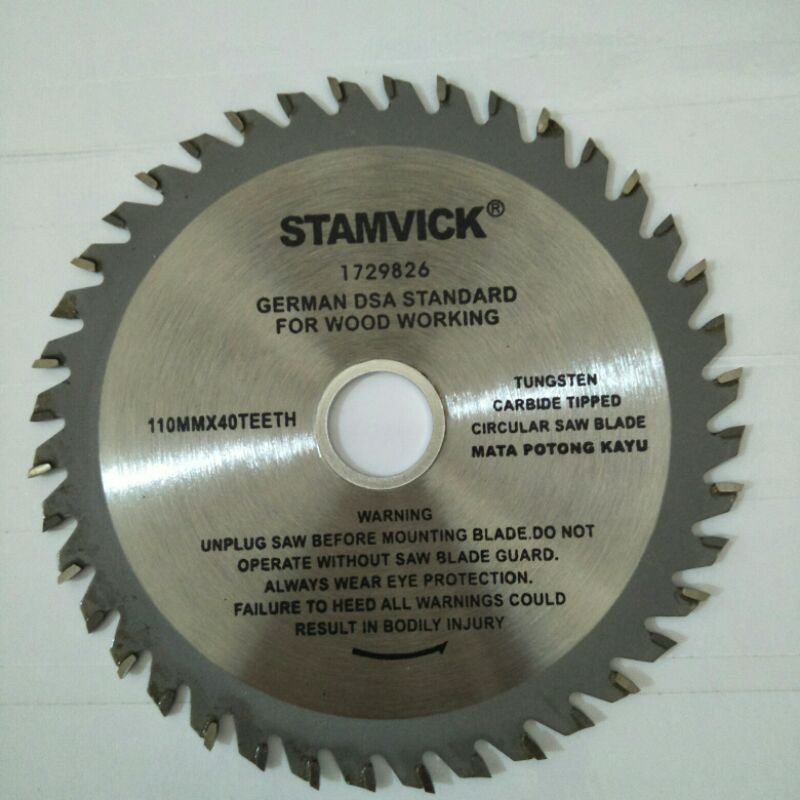 STAMVICK®
1729826
GERMAN DSA STANDARD
FOR WOOD WORKING
110MMX40TEETH
TUNGSTEN
CARBIDE TIPPED
CIRCULAR SAW BLADE
MATA POTONG KAYU
WARNING
UNPLUG SAW BEFORE MOUNTING BLADE.DO NOT
OPERATE WITHOUT SAW BLADE GUARD.
ALWAYS WEAR EYE PROTECTION.
FAILURE TO HEED ALL WARNINGS COULD
RESULT IN BODILY INJURY